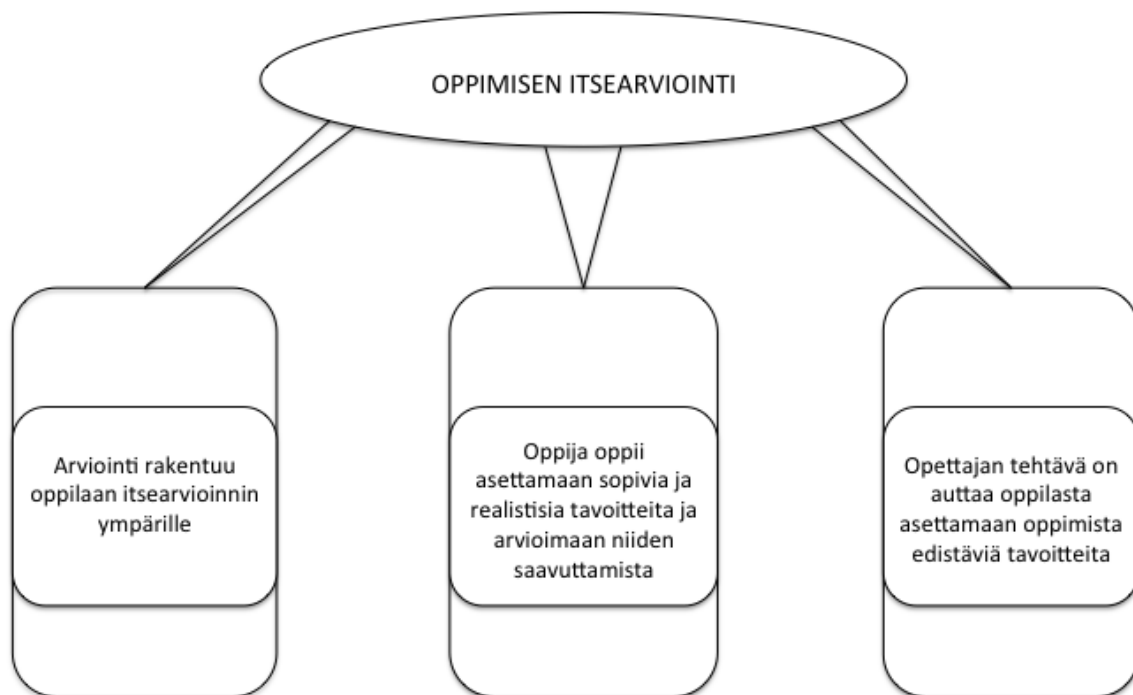 OPPIMISEN ITSEARVIOINTI
Arviointi rakentuu
oppilaan itsearvioinnin
ympärille
Oppija oppii
asettamaan sopivia ja
realistisia tavoitteita ja
arvioimaan niiden
saavuttamista
Opettajan tehtävä on
auttaa oppilasta
asettamaan oppimista
edistäviä tavoitteita